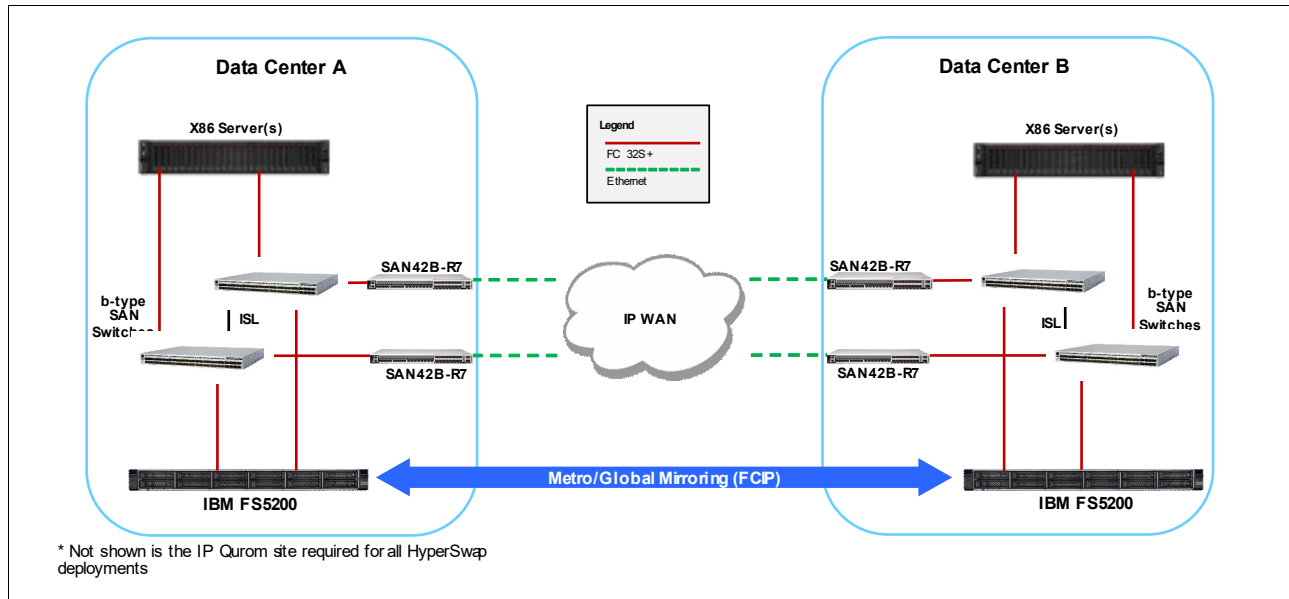 Data Center A
Data Center B
X86 Server(s)
X86 Server(s)
Legend
FC 32S+
Ethernet
SAN42B-R7
SAN42B-R7
b-type
SAN
Switches
ISL
IP WAN
ISL
b-type
SAN
Switches
SAN42B-R7
SAN42B-R7
Metro/Global Mirroring (FCIP)
IBM FS5200
IBM FS5200
* Not shown is the IP Qurom site required for all HyperSwap
deployments